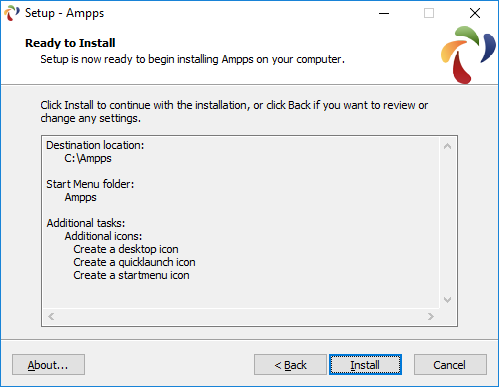 Setup - Ampps
Ready to Install
Setup is now ready to begin installing Ampps on your computer.
Click Install to continue with the installation, or click Back if you want to review or
change any settings.
Destination location:
C:\Ampps
Start Menu folder:
Ampps
Additional tasks:
Additional icons:
Create a desktop icon
Create a quicklaunch icon
Create a startmenu icon
About...
< Back
Install
Cancel